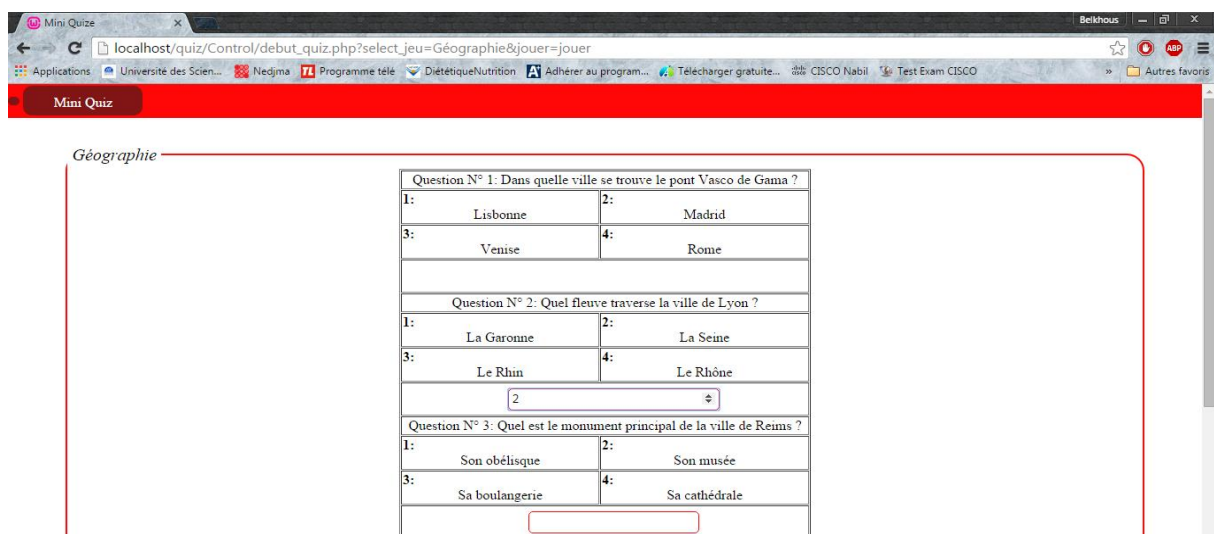 Mini Quize
Belkhous
localhost/quiz/Control/debut_quiz.php?select_jeu=Géographie&jouer=jouer
ABP
Applications Université des Scien... Nedjma Programme télé DiététiqueNutrition Adhérer au program... Télécharger gratuite... CISCO Nabil Test Exam CISCO » Autres favoris
Mini Quiz
Géographie
Question N° 1: Dans quelle ville se trouve le pont Vasco de Gama ?
1: 2:
Lisbonne Madrid
3: 4:
Venise Rome
Question N° 2: Quel fleuve traverse la ville de Lyon ?
1: 2:
La Garonne La Seine
3: 4:
Le Rhin Le Rhône
2
Question N° 3: Quel est le monument principal de la ville de Reims ?
1: 2:
Son obélisque Son musée
3: 4:
Sa boulangerie Sa cathédrale